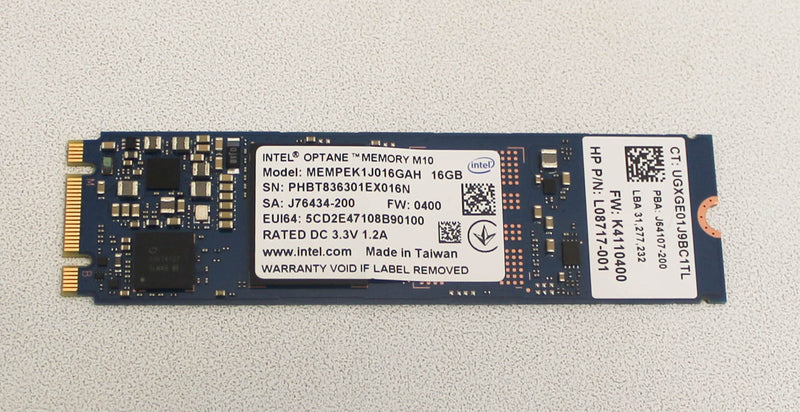 INTEL® OPTANE™ MEMORY M10
Model: MEMPEK1J016GAH 16GB
SN: PHBT836301EX016N
SA: J76434-200 FW: 0400
EUI64: 5CD2E47108B90100
RATED DC 3.3V 1.2A
www.intel.com Made in Taiwan
WARRANTY VOID IF LABEL REMOVED
intel
CT: UGXGE01J9BC1TL
PBA: J64107-200
LBA 31,277,232
FW: K4110400
HP P/N: L08717-001
M
B